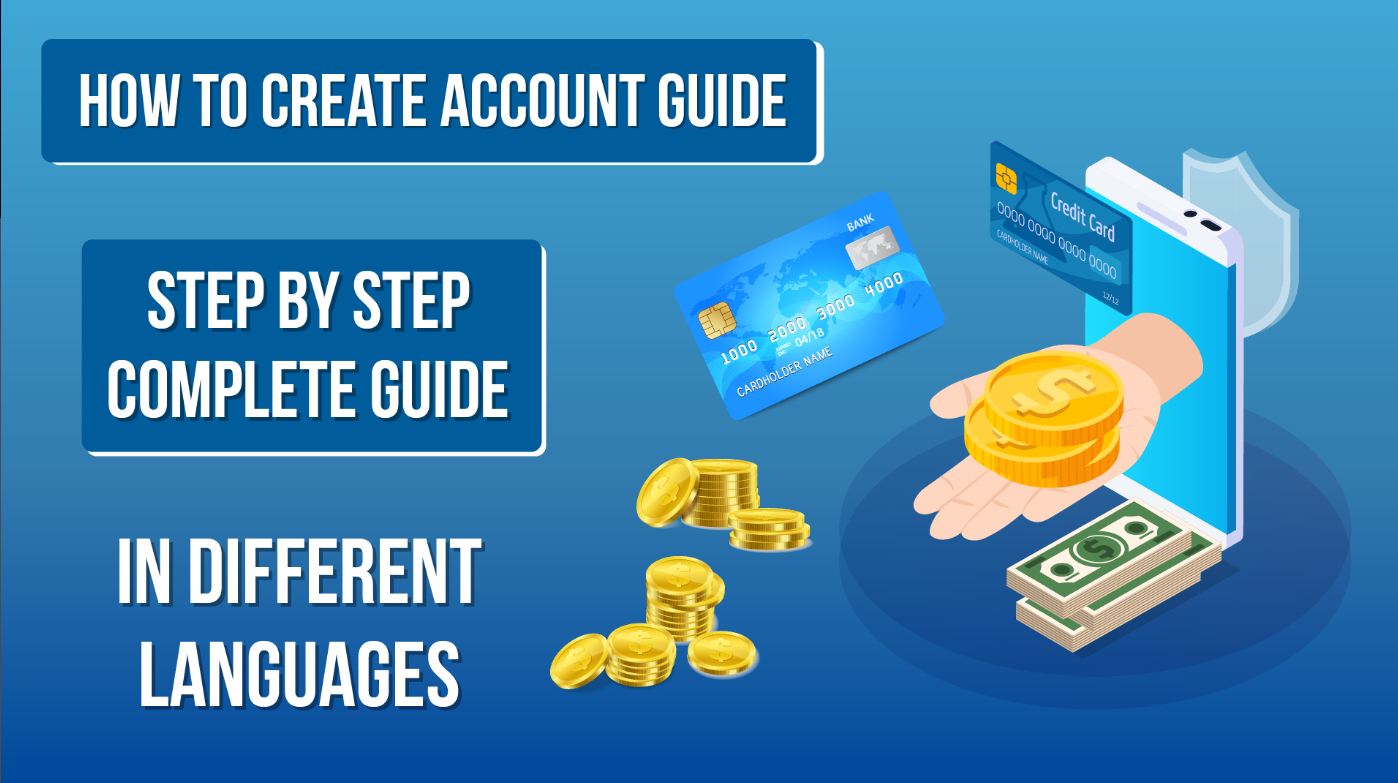 HOW TO CREATE ACCOUNT GUIDE
STEP BY STEP
COMPLETE GUIDE
IN DIFFERENT
LANGUAGES
BANK
1000 2000 3000 4000
04/18
CARDHOLDER NAME
Credit Card
0000 0000 0000 0000
CARDHOLDER NAME
12/12